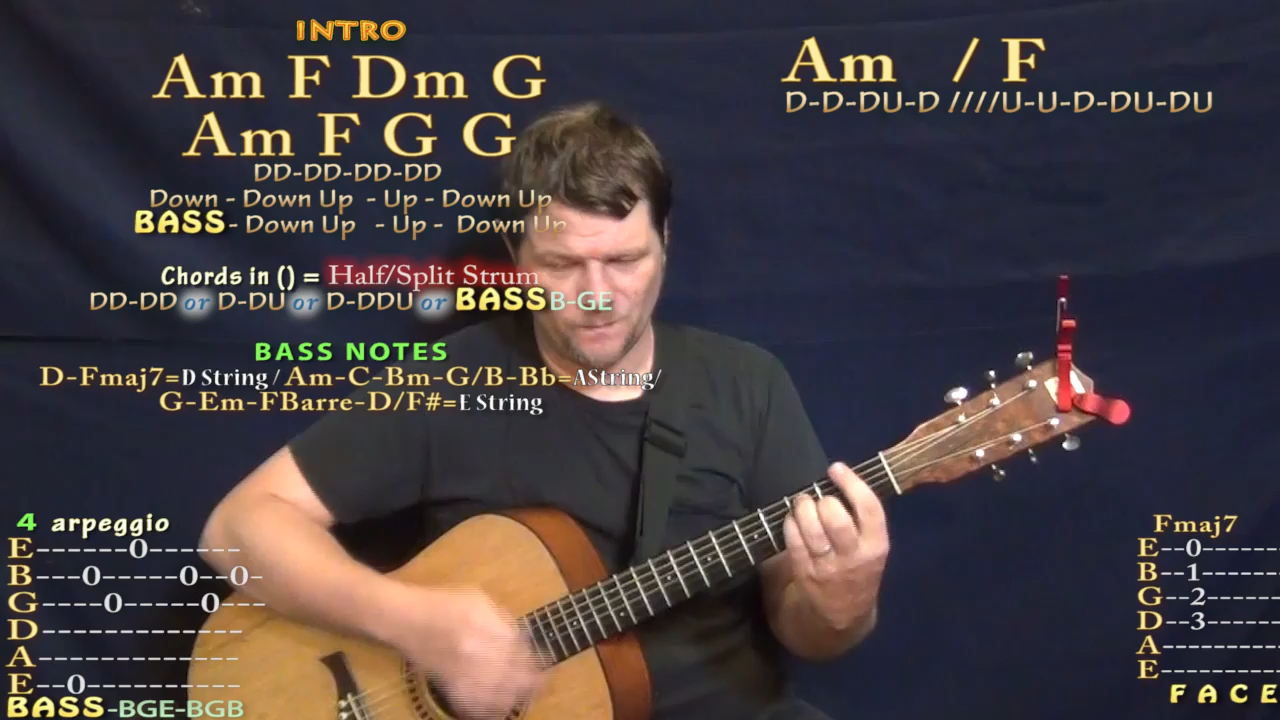 INTRO
Am F Dm G
Am F G G
DD-DD-DD-DD
Down - Down Up - Up - Down Up
BASS- Down Up - Up - Down Up
Chords in () = Half/Split Strum
DD-DD or D-DU or D-DDU or BASS B-GE
BASS NOTES
D-Fmaj7=D String / Am-C-Bm-G/B-Bb=AString/
G-Em-FBarre-D/F#=E String
Am / F
D-D-DU-D ////U-U-D-DU-DU
4 arpeggio
E------0------
B---0-----0--0-
G----0-----0---
D-------------
A-------------
E--0----------
BASS-BGE-BGB
Fmaj7
E--0-----
B--1-----
G--2-----
D--3-----
A--------
E--------
F A C E